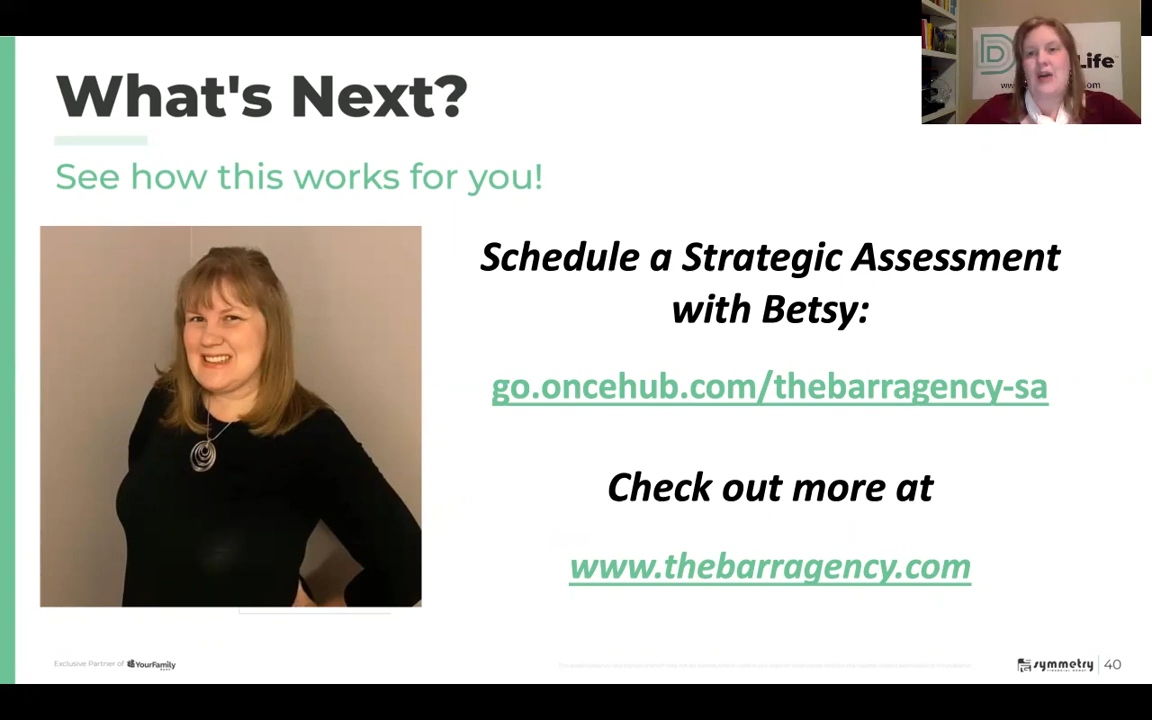 What's Next?
See how this works for you!
Schedule a Strategic Assessment
with Betsy:
go.oncehub.com/thebarragency-sa
Check out more at
www.thebarragency.com
D
Life
Exclusive Partner of YourFamily
symmetry
40